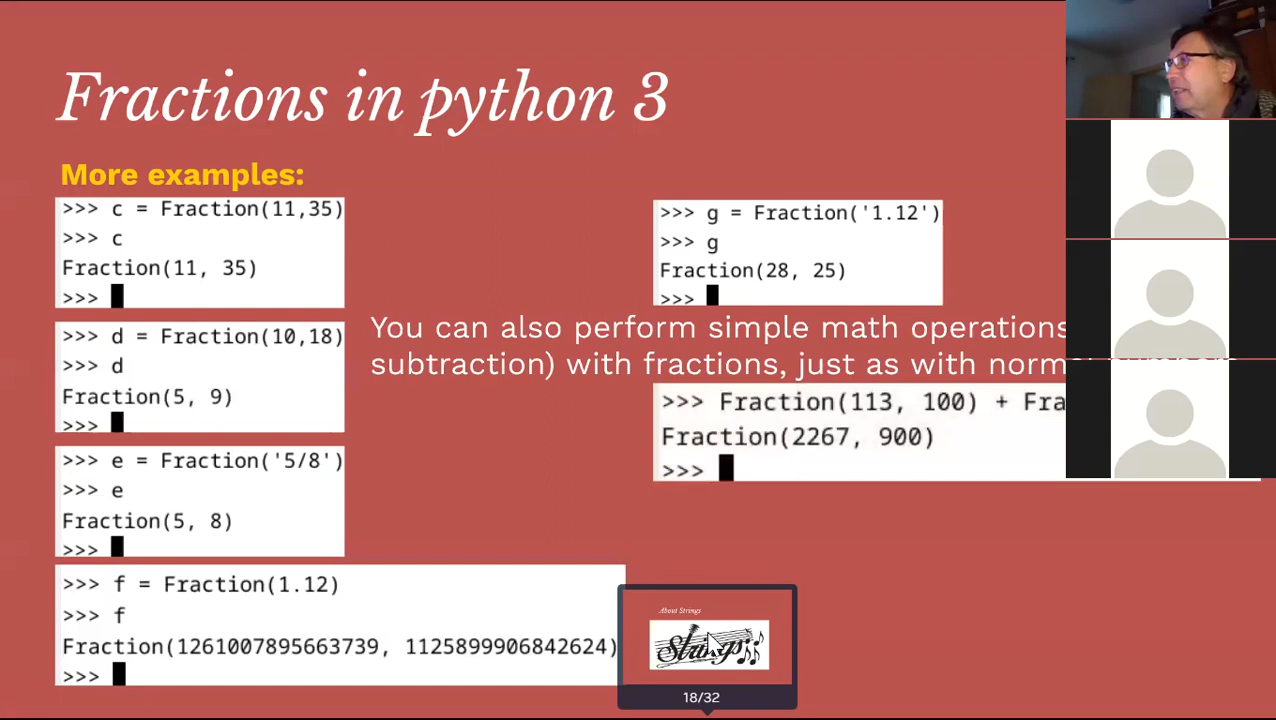 Fractions in python 3
More examples:
>>> c = Fraction(11,35)
>>> c
Fraction(11, 35)
>>>
>>> d = Fraction(10,18)
>>> d
Fraction(5, 9)
>>>
>>> e = Fraction('5/8')
>>> e
Fraction(5, 8)
>>>
>>> f = Fraction(1.12)
>>> f
Fraction(1261007895663739, 1125899906842624)
>>>
>>> g = Fraction('1.12')
>>> g
Fraction(28, 25)
>>>
You can also perform simple math operations
subtraction) with fractions, just as with
>>> Fraction(113, 100) +
Fraction(2267, 900)
>>>
About Strings
Strings
18/32